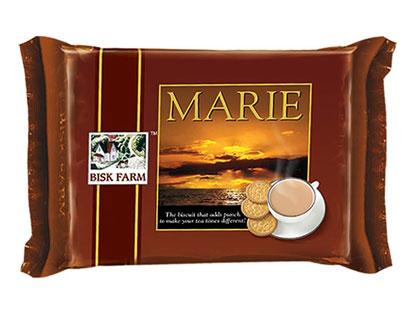 MARIE
TM
BISK FARM
The biscuit that adds punch
to make your tea times different!